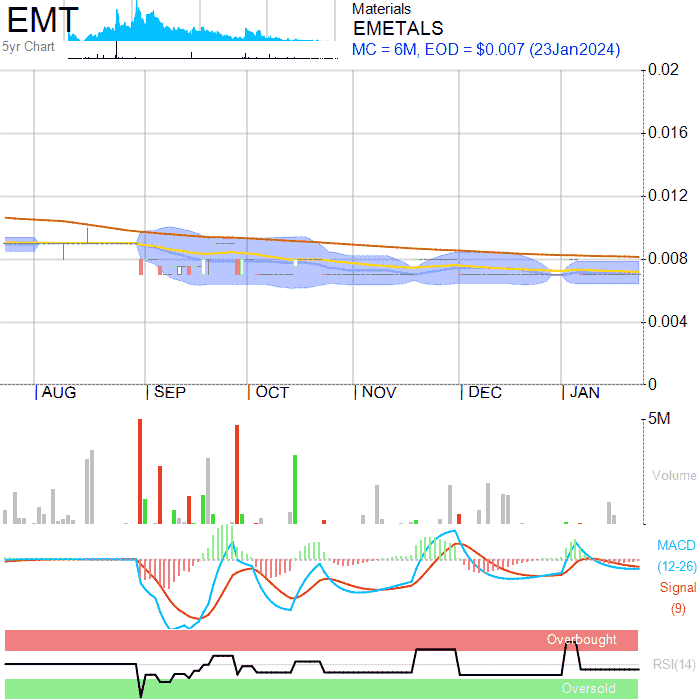 EMT
5yr Chart
Materials
EMETALS
MC = 6M, EOD = $0.007 (23Jan2024)
0.02
0.016
0.012
0.008
0.004
0
AUG
SEP
OCT
NOV
DEC
JAN
5M
Volume
MACD
(12-26)
Signal
(9)
Overbought
RSI(14)
Oversold